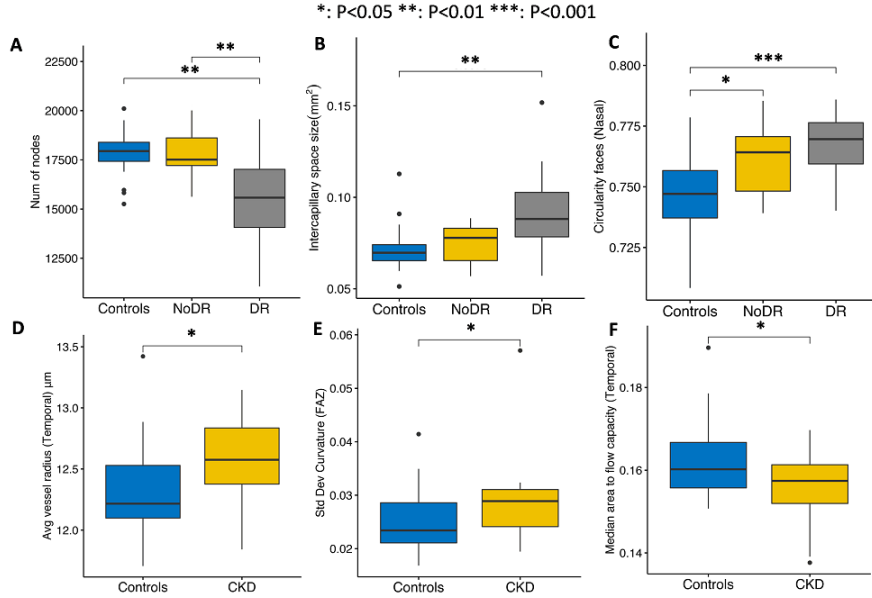 *: P<0.05 **: P<0.01 ***: P<0.001
A
22500
20000
17500
15000
12500
Num of nodes
**
**
Controls
NoDR
DR
B
0.15
0.10
0.05
Intercapillary space size(mm²)
**
Controls
NoDR
DR
C
0.800
0.775
0.750
0.725
Circularity faces (Nasal)
***
*
Controls
NoDR
DR
D
13.5
13.0
12.5
12.0
Avg vessel radius (Temporal) μm
*
Controls
CKD
E
0.06
0.05
0.04
0.03
0.02
Std Dev Curvature (FAZ)
*
Controls
CKD
F
0.18
0.16
0.14
Median area to flow capacity (Temporal)
*
Controls
CKD